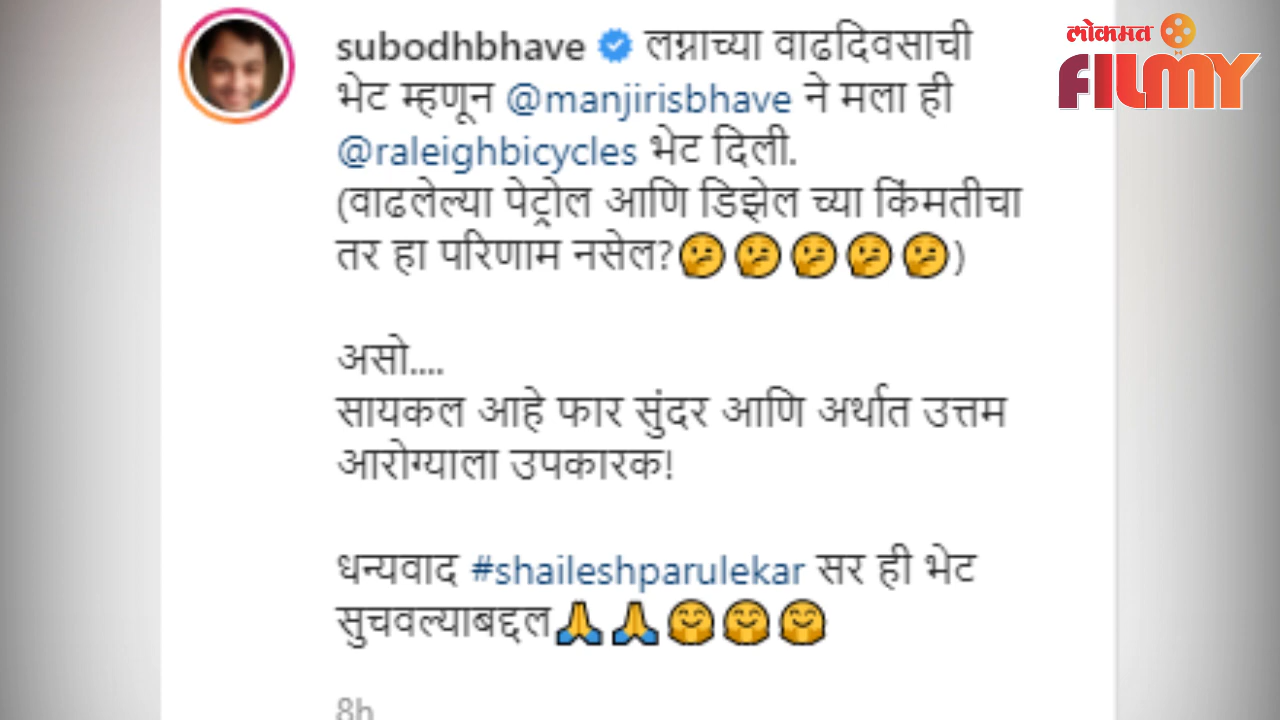 subodhbhave लग्नाच्या वाढदिवसाची
भेट म्हणून @manjirisbhave ने मला ही
@raleighbicycles भेट दिली.
(वाढलेल्या पेट्रोल आणि डिझेल च्या किंमतीचा
तर हा परिणाम नसेल?🤔🤔🤔🤔🤔)
असो....
सायकल आहे फार सुंदर आणि अर्थात उत्तम
आरोग्याला उपकारक!
धन्यवाद #shaileshparulekar सर ही भेट
सुचवल्याबद्दल🙏🙏🤗🤗🤗
8h
लोकमत
FILMY